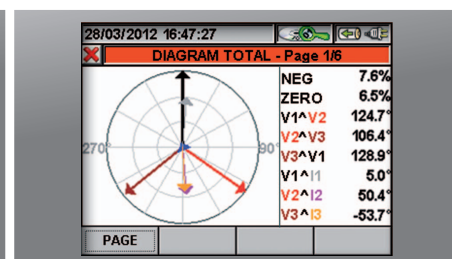 28/03/2012 16:47:27
DIAGRAM TOTAL - Page 1/6
NEG 7.6%
ZERO 6.5%
V1^V2 124.7°
V2^V3 106.4°
V3^V1 128.9°
V1^I1 5.0°
V2^I2 50.4°
V3^I3 -53.7°
270°
90°
PAGE